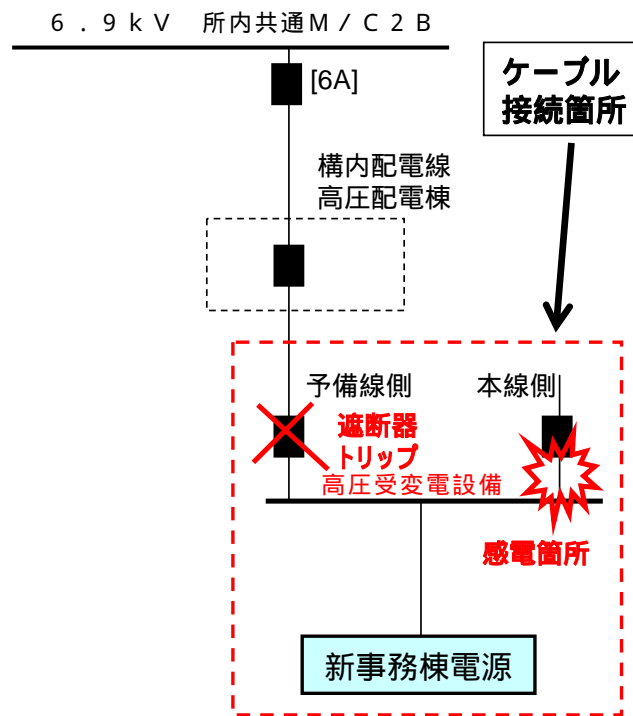 6.9kV 所内共通M/C2B
[6A]
ケーブル
接続箇所
構内配電線
高圧配電棟
予備線側
本線側
遮断器
トリップ
高圧受変電設備
感電箇所
新事務棟電源